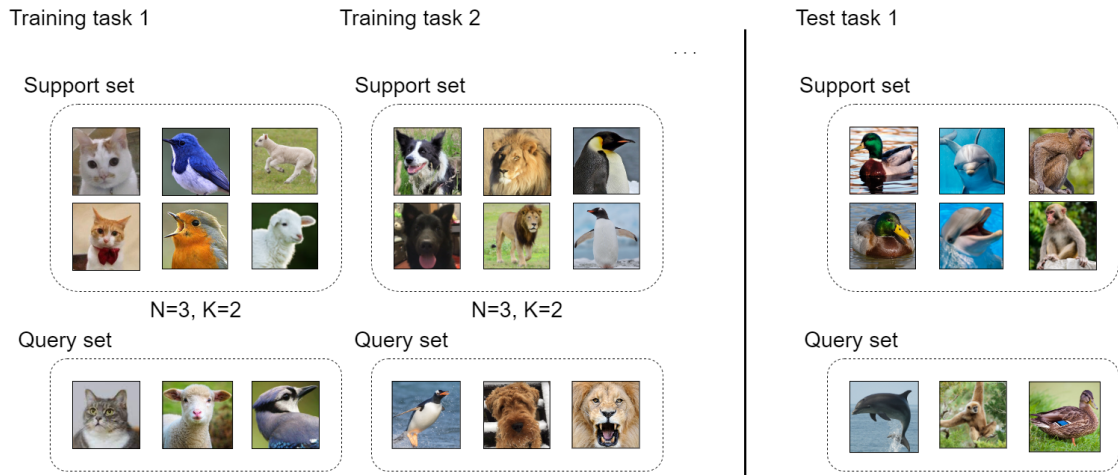 Training task 1
Training task 2
Test task 1
...
Support set
Support set
Support set
N=3, K=2
N=3, K=2
Query set
Query set
Query set